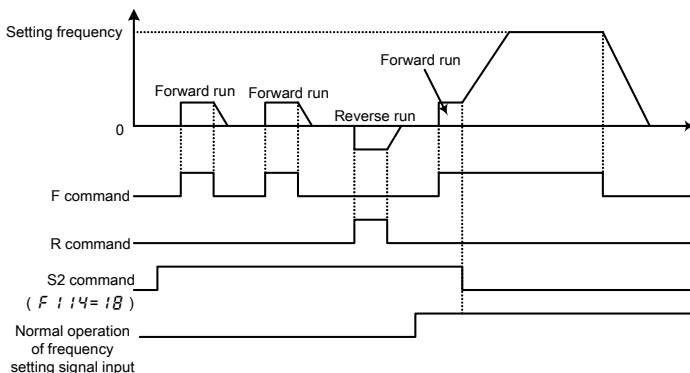 Setting frequency
Forward run
Forward run
Forward run
Reverse run
0
F command
R command
S2 command
( F 114=18 )
Normal operation
of frequency
setting signal input